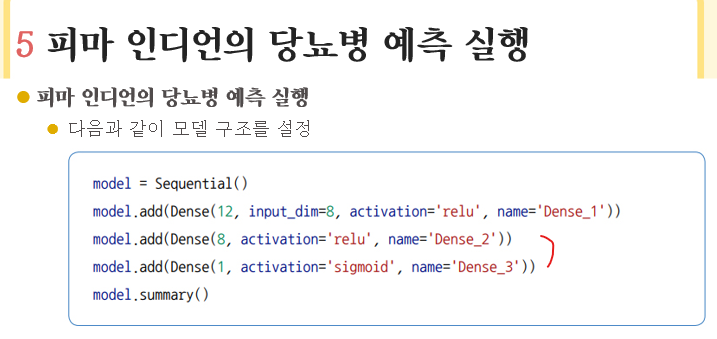 5 피마 인디언의 당뇨병 예측 실행
피마 인디언의 당뇨병 예측 실행
다음과 같이 모델 구조를 설정
model = Sequential()
model.add(Dense(12, input_dim=8, activation='relu', name='Dense_1'))
model.add(Dense(8, activation='relu', name='Dense_2'))
model.add(Dense(1, activation='sigmoid', name='Dense_3'))
model.summary()